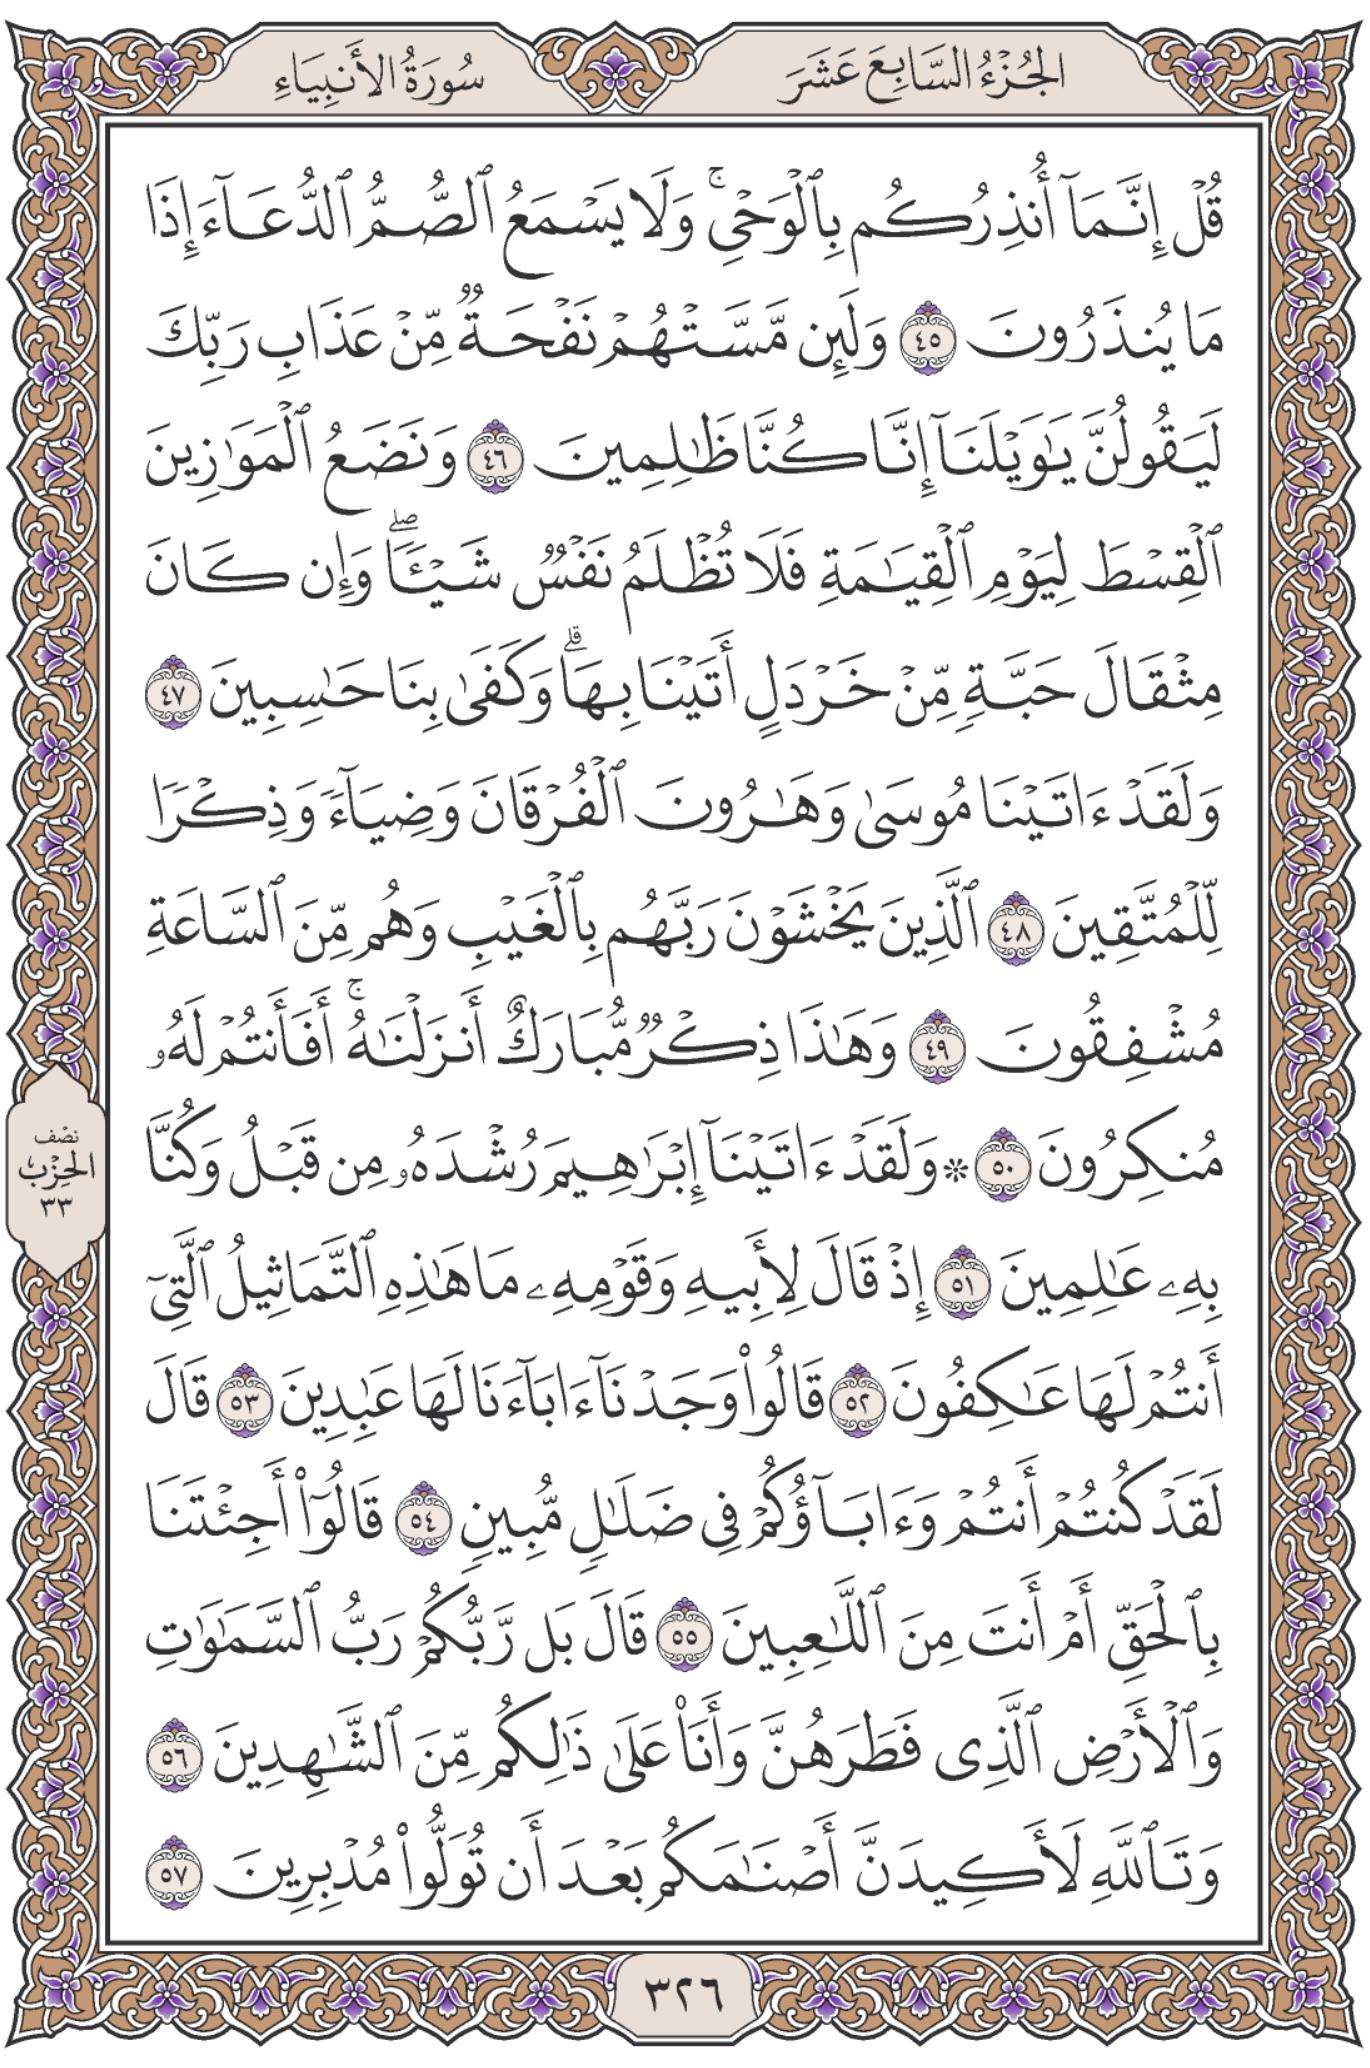 الجُزْءُ السَّابِعَ عَشَرَ
سُورَةُ الأَنبِيَاءِ
قُلْ إِنَّمَآ أُنذِرُكُم بِٱلْوَحْىِ ۚ وَلَا يَسْمَعُ ٱلصُّمُّ ٱلدُّعَآءَ إِذَا
مَا يُنذَرُونَ ٤٥ وَلَئِن مَّسَّتْهُمْ نَفْحَةٌ مِّنْ عَذَابِ رَبِّكَ
لَيَقُولُنَّ يَـٰوَيْلَنَآ إِنَّا كُنَّا ظَـٰلِمِينَ ٤٦ وَنَضَعُ ٱلْمَوَٰزِينَ
ٱلْقِسْطَ لِيَوْمِ ٱلْقِيَـٰمَةِ فَلَا تُظْلَمُ نَفْسٌ شَيْـًٔا ۖ وَإِن كَانَ
مِثْقَالَ حَبَّةٍ مِّنْ خَرْدَلٍ أَتَيْنَا بِهَا ۗ وَكَفَىٰ بِنَا حَـٰسِبِينَ ٤٧
وَلَقَدْ ءَاتَيْنَا مُوسَىٰ وَهَـٰرُونَ ٱلْفُرْقَانَ وَضِيَآءً وَذِكْرًا
لِّلْمُتَّقِينَ ٤٨ ٱلَّذِينَ يَخْشَوْنَ رَبَّهُم بِٱلْغَيْبِ وَهُم مِّنَ ٱلسَّاعَةِ
مُشْفِقُونَ ٤٩ وَهَـٰذَا ذِكْرٌ مُّبَارَكٌ أَنزَلْنَـٰهُ ۚ أَفَأَنتُمْ لَهُۥ
مُنكِرُونَ ٥٠ * وَلَقَدْ ءَاتَيْنَآ إِبْرَٰهِيمَ رُشْدَهُۥ مِن قَبْلُ وَكُنَّا
بِهِۦ عَـٰلِمِينَ ٥١ إِذْ قَالَ لِأَبِيهِ وَقَوْمِهِۦ مَا هَـٰذِهِ ٱلتَّمَاثِيلُ ٱلَّتِىٓ
أَنتُمْ لَهَا عَـٰكِفُونَ ٥٢ قَالُوا۟ وَجَدْنَآ ءَابَآءَنَا لَهَا عَـٰبِدِينَ ٥٣ قَالَ
لَقَدْ كُنتُمْ أَنتُمْ وَءَابَآؤُكُمْ فِى ضَلَـٰلٍ مُّبِينٍ ٥٤ قَالُوٓا۟ أَجِئْتَنَا
بِٱلْحَقِّ أَمْ أَنتَ مِنَ ٱللَّـٰعِبِينَ ٥٥ قَالَ بَل رَّبُّكُمْ رَبُّ ٱلسَّمَـٰوَٰتِ
وَٱلْأَرْضِ ٱلَّذِى فَطَرَهُنَّ وَأَنَا۠ عَلَىٰ ذَٰلِكُم مِّنَ ٱلشَّـٰهِدِينَ ٥٦
وَتَٱللَّهِ لَأَكِيدَنَّ أَصْنَـٰمَكُم بَعْدَ أَن تُوَلُّوا۟ مُدْبِرِينَ ٥٧
نصف
الحِزْب
٣٣
٣٢٦